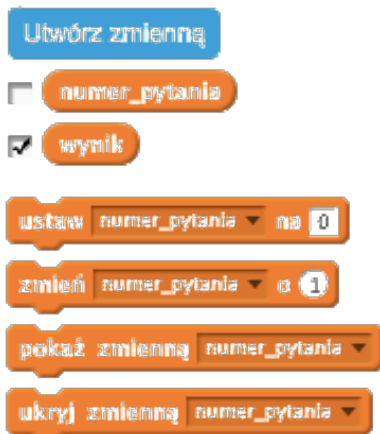 Utwórz zmienną
numer_pytania
wynik
ustaw numer_pytania na 0
zmień numer_pytania o 1
pokaż zmienną numer_pytania
ukryj zmienną numer_pytania